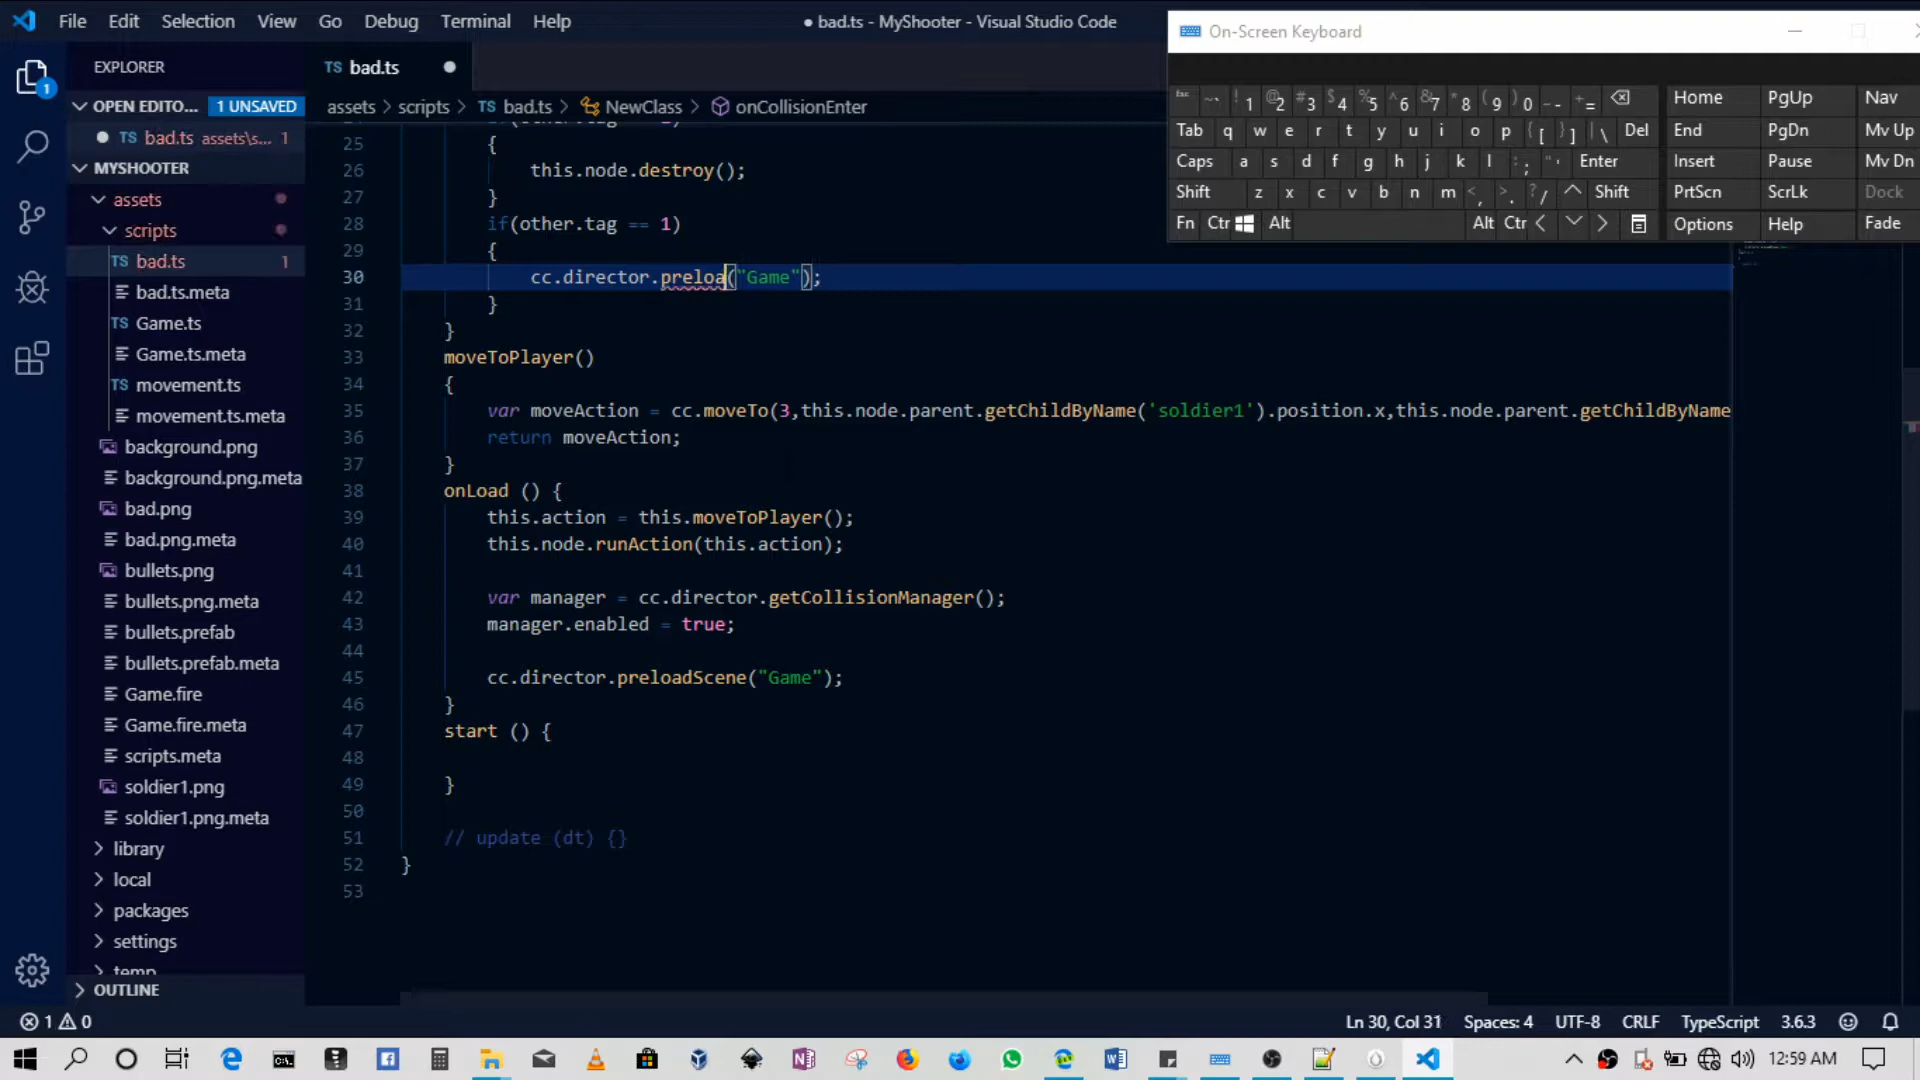 File Edit Selection View Go Debug Terminal Help
● bad.ts - MyShooter - Visual Studio Code
On-Screen Keyboard
EXPLORER
OPEN EDITO... 1 UNSAVED
TS bad.ts assets\s... 1
MYSHOOTER
assets
scripts
TS bad.ts 1
bad.ts.meta
TS Game.ts
Game.ts.meta
TS movement.ts
movement.ts.meta
background.png
background.png.meta
bad.png
bad.png.meta
bullets.png
bullets.png.meta
bullets.prefab
bullets.prefab.meta
Game.fire
Game.fire.meta
scripts.meta
soldier1.png
soldier1.png.meta
library
local
packages
settings
temp
OUTLINE
TS bad.ts
assets > scripts > TS bad.ts > NewClass > onCollisionEnter
25 {
26 this.node.destroy();
27 }
28 if(other.tag == 1)
29 {
30 cc.director.preloa("Game");
31 }
32 }
33 moveToPlayer()
34 {
35 var moveAction = cc.moveTo(3,this.node.parent.getChildByName('soldier1').position.x,this.node.parent.getChildByName
36 return moveAction;
37 }
38 onLoad () {
39 this.action = this.moveToPlayer();
40 this.node.runAction(this.action);
41
42 var manager = cc.director.getCollisionManager();
43 manager.enabled = true;
44
45 cc.director.preloadScene("Game");
46 }
47 start () {
48
49 }
50
51 // update (dt) {}
52 }
53
Esc ~` !1 @2 #3 $4 %5 ^6 &7 *8 (9 )0 _- += Home PgUp Nav
Tab q w e r t y u i o p {[ }] |\ Del End PgDn Mv Up
Caps a s d f g h j k l :; "' Enter Insert Pause Mv Dn
Shift z x c v b n m <, >. ?/ Shift PrtScn ScrLk Dock
Fn Ctr Alt Alt Ctr Options Help Fade
1 0
Ln 30, Col 31 Spaces: 4 UTF-8 CRLF TypeScript 3.6.3
12:59 AM